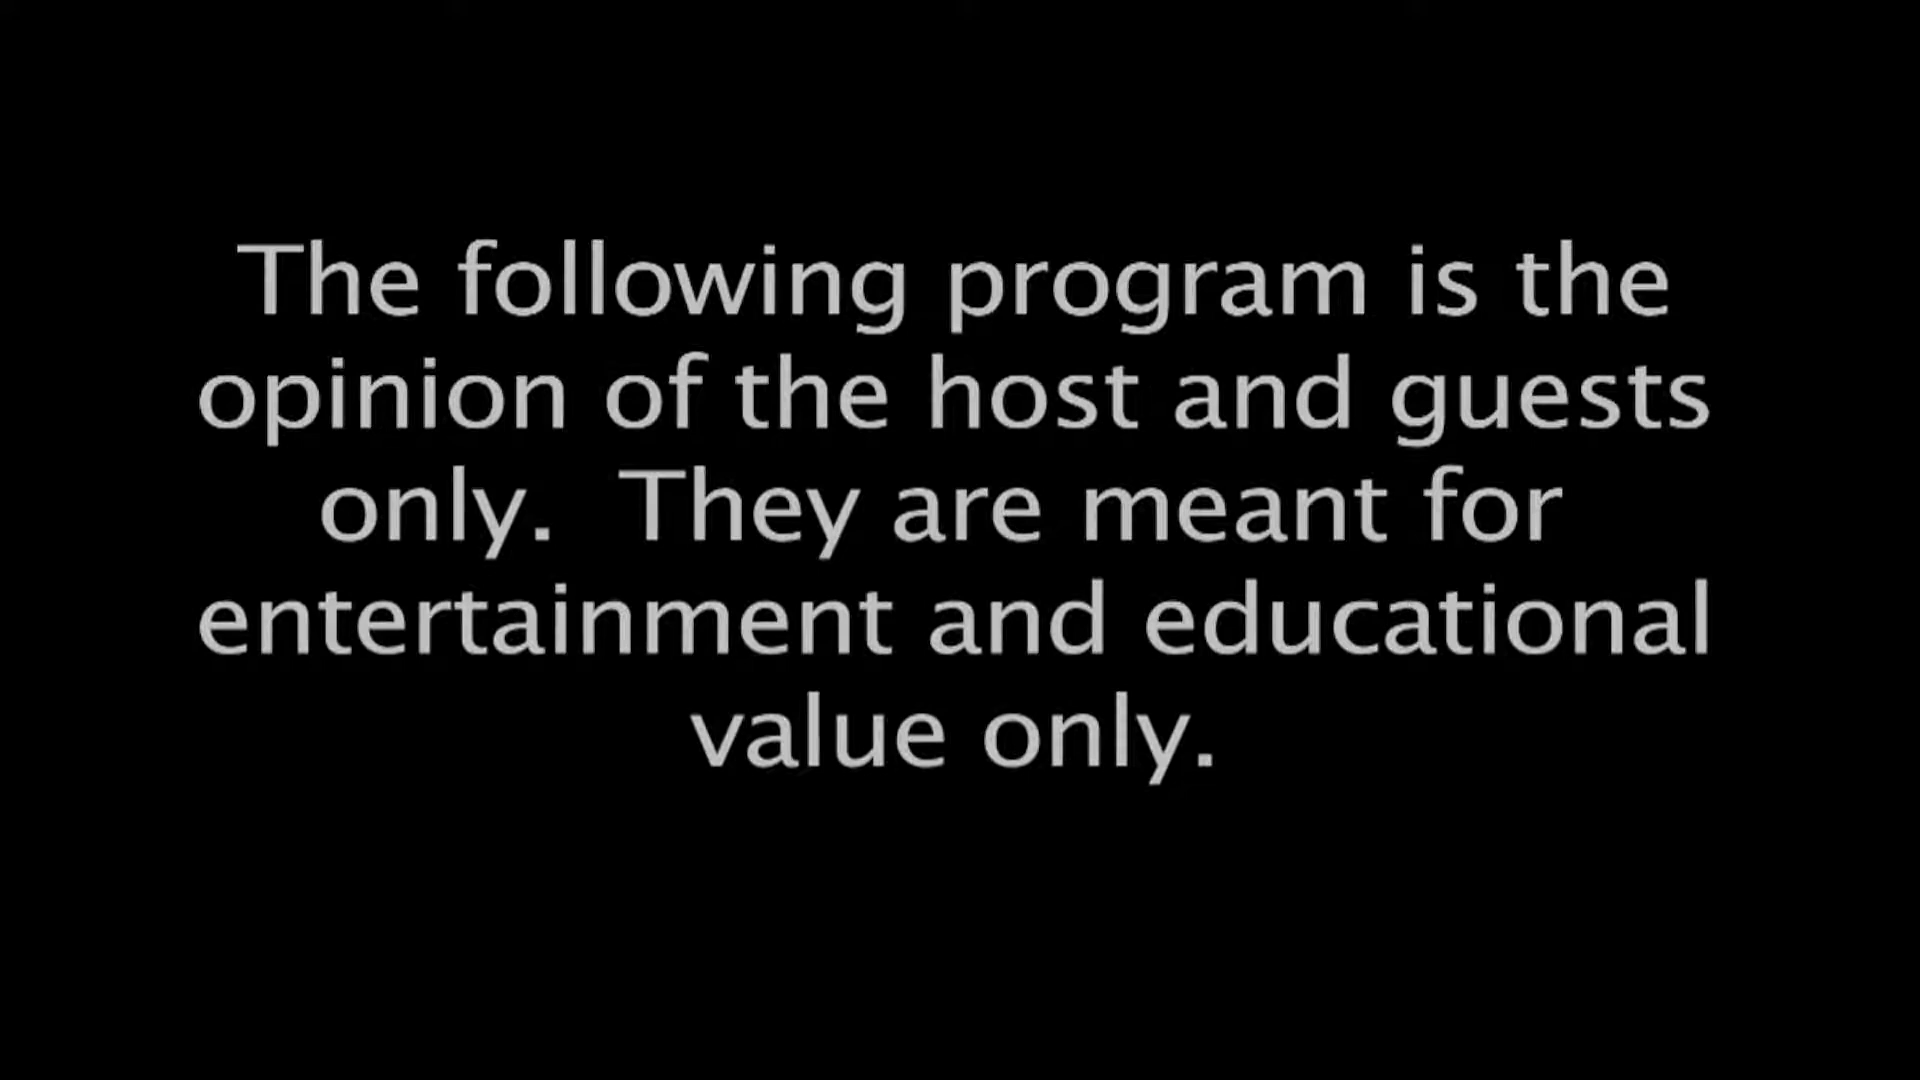 The following program is the
opinion of the host and guests
only.  They are meant for
entertainment and educational
value only.